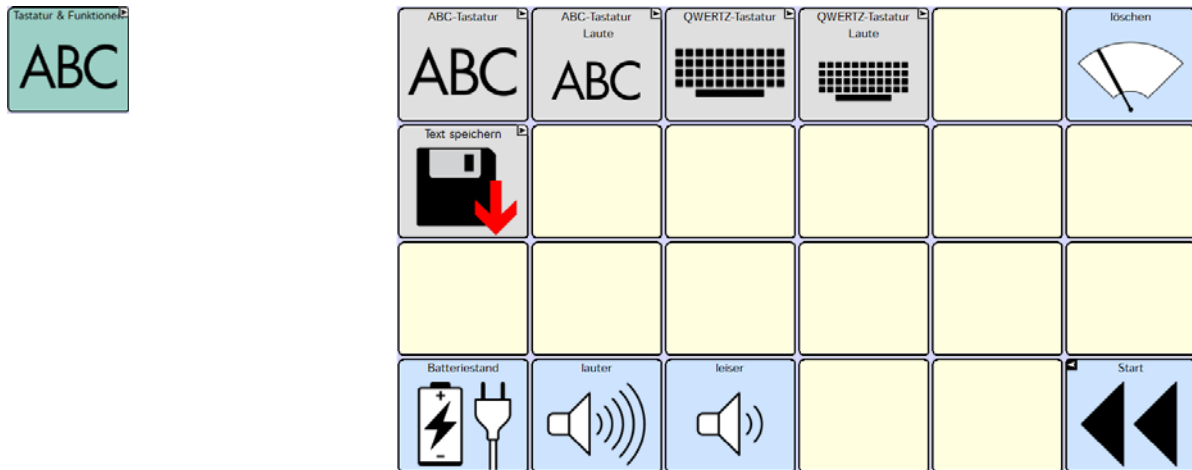 Tastatur & Funktionen
ABC
ABC-Tastatur
ABC
ABC-Tastatur
Laute
ABC
QWERTZ-Tastatur
QWERTZ-Tastatur
Laute
löschen
Text speichern
Batteriestand
lauter
leiser
Start